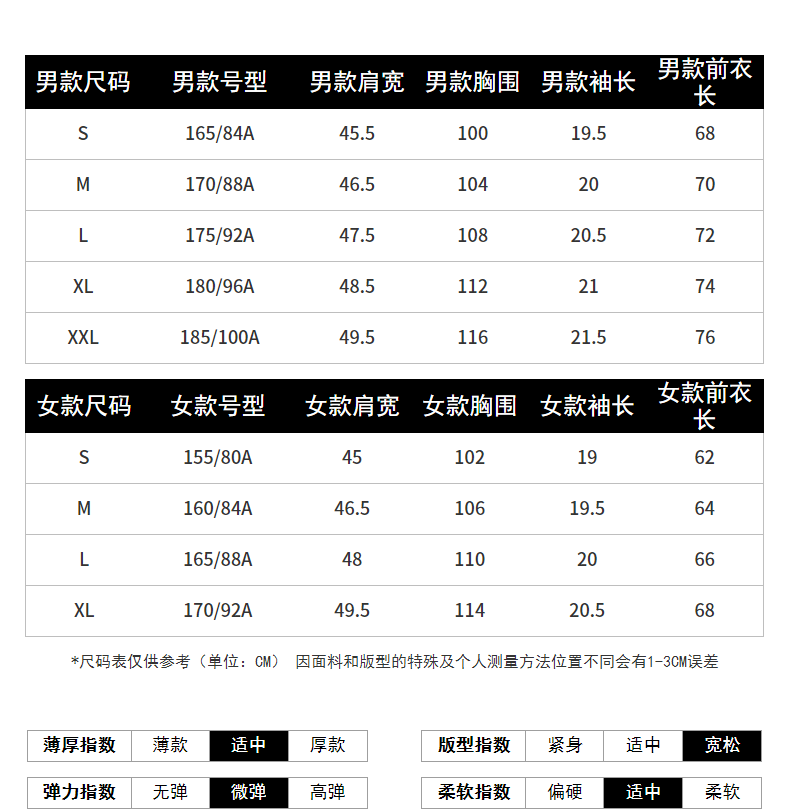 男款尺码 男款号型 男款肩宽 男款胸围 男款袖长 男款前衣长
S 165/84A 45.5 100 19.5 68
M 170/88A 46.5 104 20 70
L 175/92A 47.5 108 20.5 72
XL 180/96A 48.5 112 21 74
XXL 185/100A 49.5 116 21.5 76
女款尺码 女款号型 女款肩宽 女款胸围 女款袖长 女款前衣长
S 155/80A 45 102 19 62
M 160/84A 46.5 106 19.5 64
L 165/88A 48 110 20 66
XL 170/92A 49.5 114 20.5 68
*尺码表仅供参考（单位：CM） 因面料和版型的特殊及个人测量方法位置不同会有1-3CM误差
薄厚指数 薄款 适中 厚款 版型指数 紧身 适中 宽松
弹力指数 无弹 微弹 高弹 柔软指数 偏硬 适中 柔软